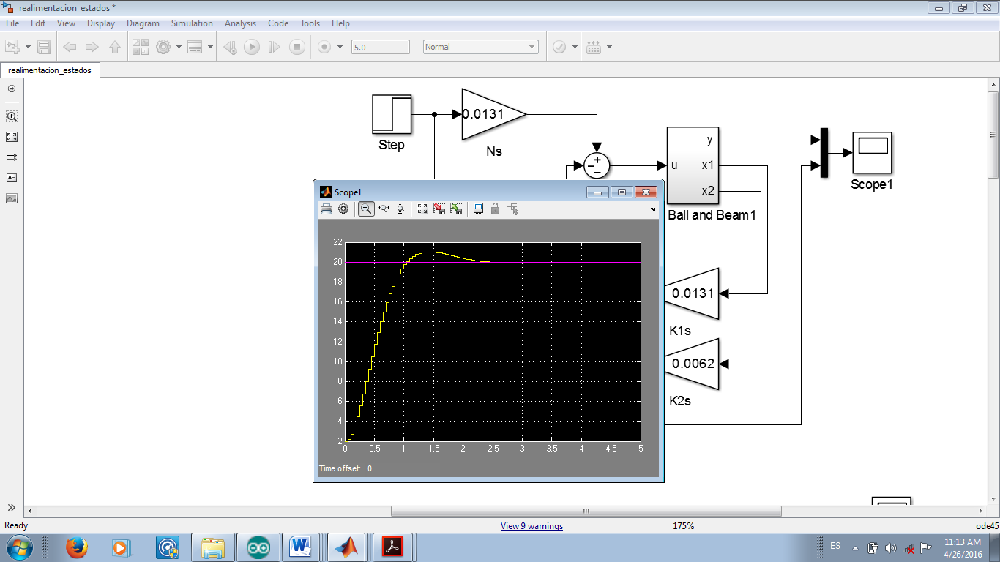 realimentacion_estados *
File Edit View Display Diagram Simulation Analysis Code Tools Help
5.0 Normal
realimentacion_estados
Step
0.0131
Ns
+
−
−
u
y
x1
x2
Ball and Beam1
Scope1
0.0131
K1s
0.0062
K2s
Scope1
22
20
18
16
14
12
10
8
6
4
2
0 0.5 1 1.5 2 2.5 3 3.5 4 4.5 5
Time offset: 0
Ready View 9 warnings 175% ode45
ES
11:13 AM
4/26/2016